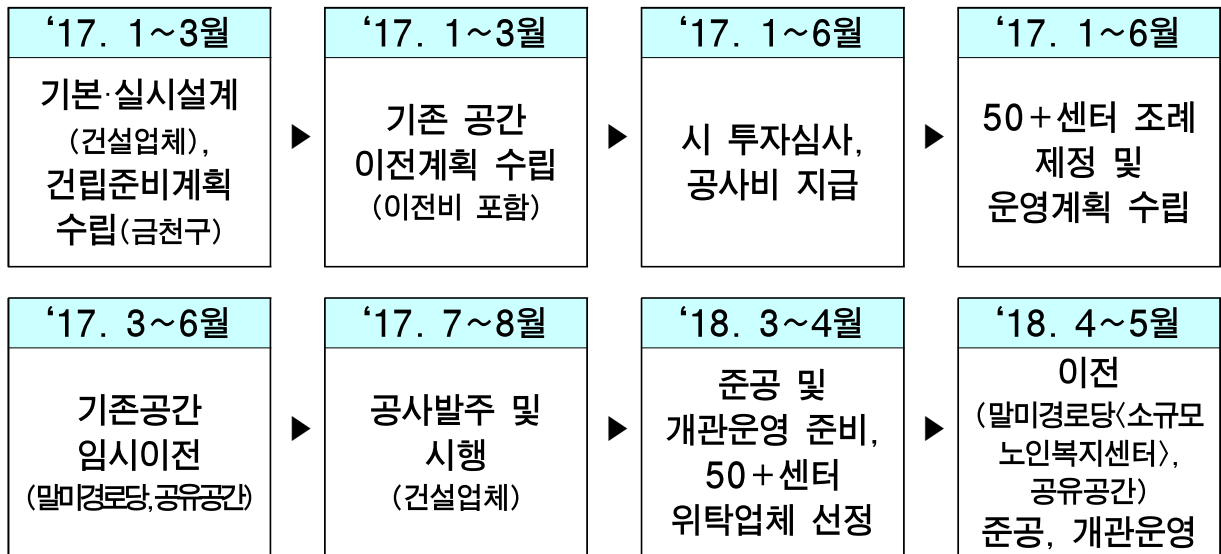 ‘17. 1～3월
기본·실시설계
(건설업체),
건립준비계획
수립(금천구)
▶
‘17. 1～3월
기존 공간
이전계획 수립
(이전비 포함)
▶
‘17. 1～6월
시 투자심사,
공사비 지급
▶
‘17. 1～6월
50+센터 조례
제정 및
운영계획 수립
‘17. 3～6월
기존공간
임시이전
(말미경로당,공유공간)
▶
‘17. 7～8월
공사발주 및
시행
(건설업체)
▶
‘18. 3～4월
준공 및
개관운영 준비,
50+센터
위탁업체 선정
▶
‘18. 4～5월
이전
(말미경로당〈소규모
노인복지센터〉,
공유공간)
준공, 개관운영